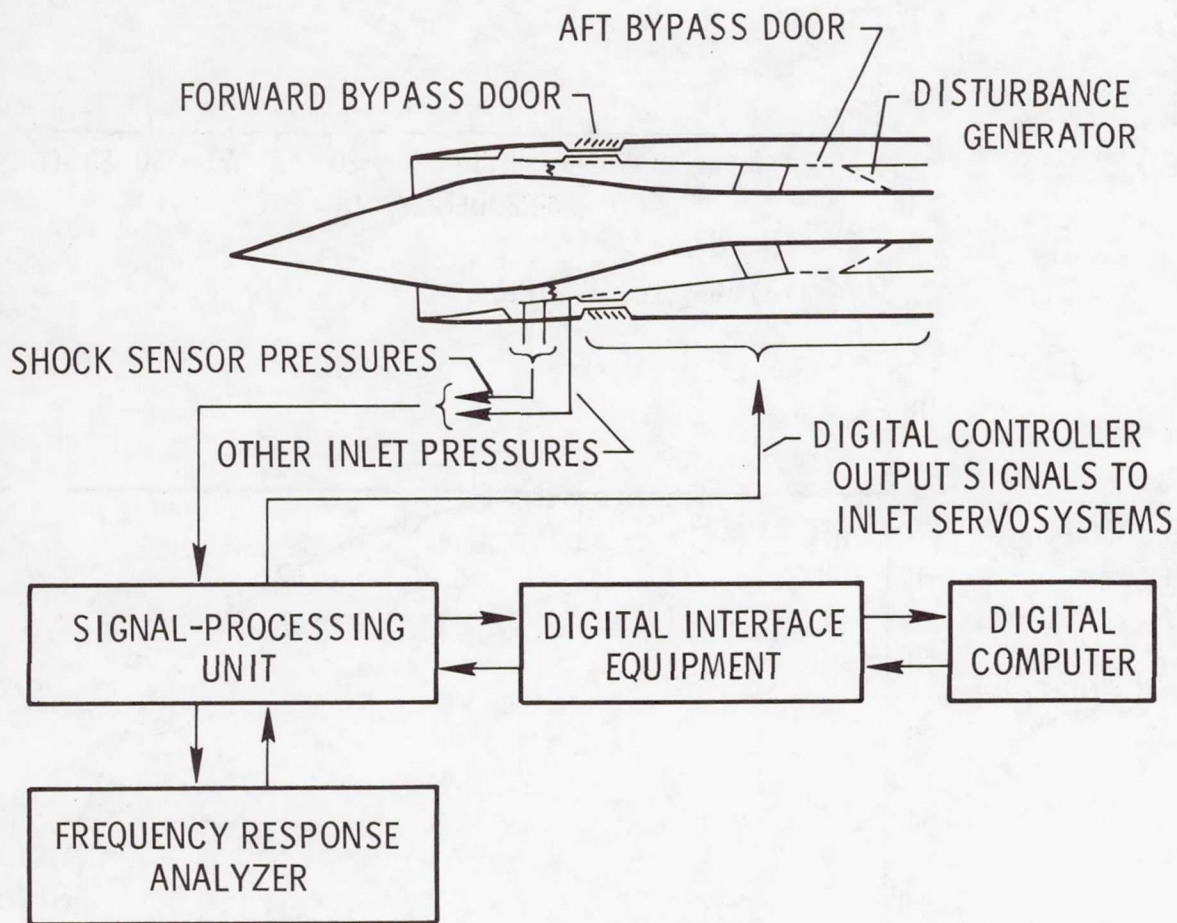 AFT BYPASS DOOR
FORWARD BYPASS DOOR
DISTURBANCE
GENERATOR
SHOCK SENSOR PRESSURES
OTHER INLET PRESSURES
DIGITAL CONTROLLER
OUTPUT SIGNALS TO
INLET SERVOSYSTEMS
SIGNAL-PROCESSING
UNIT
DIGITAL INTERFACE
EQUIPMENT
DIGITAL
COMPUTER
FREQUENCY RESPONSE
ANALYZER